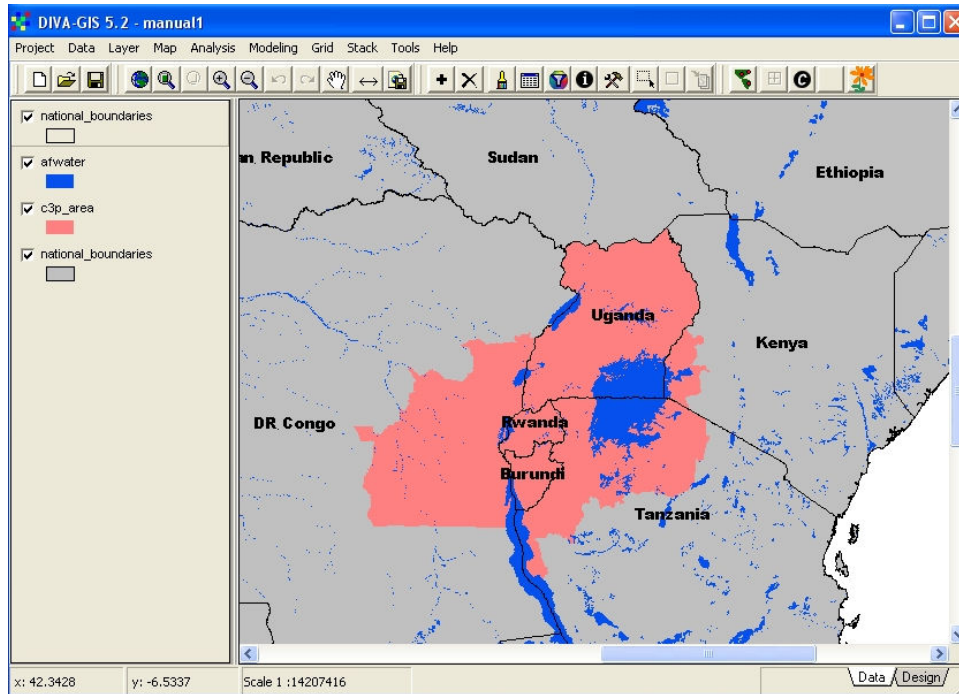 DIVA-GIS 5.2 - manual1
Project Data Layer Map Analysis Modeling Grid Stack Tools Help
national_boundaries
afwater
c3p_area
national_boundaries
n Republic
Sudan
Ethiopia
Uganda
Kenya
DR Congo
Rwanda
Burundi
Tanzania
x: 42.3428 y: -6.5337 Scale 1 :14207416 Data Design